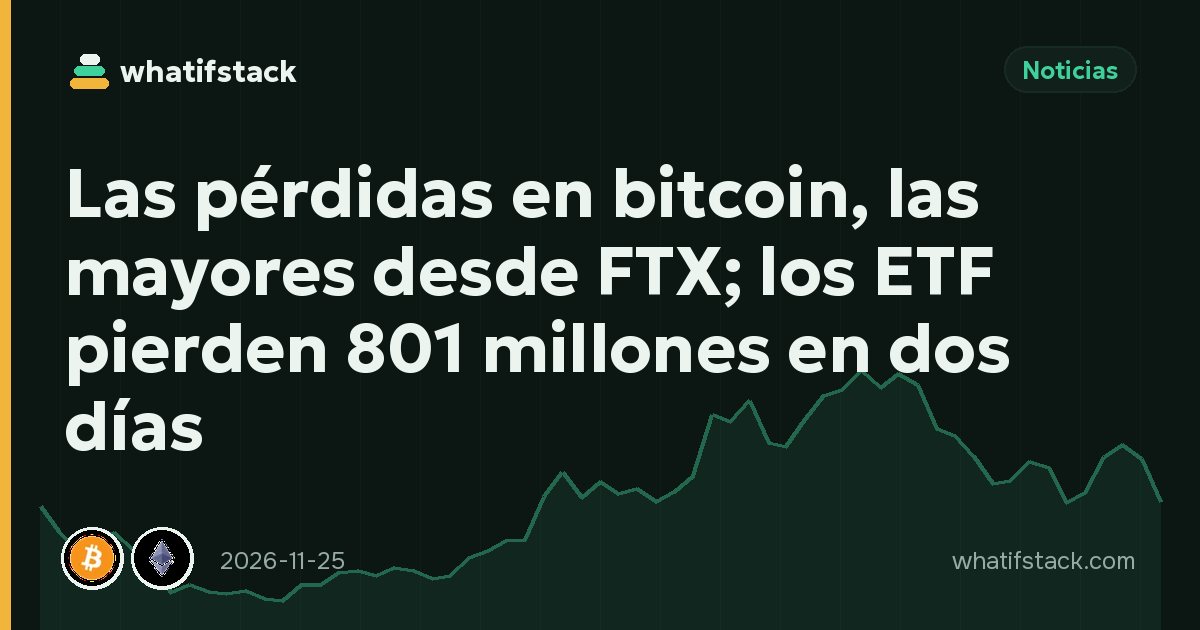 whatifstack
Noticias
Las pérdidas en bitcoin, las
mayores desde FTX; los ETF
pierden 801 millones en dos
días
2026-11-25
whatifstack.com